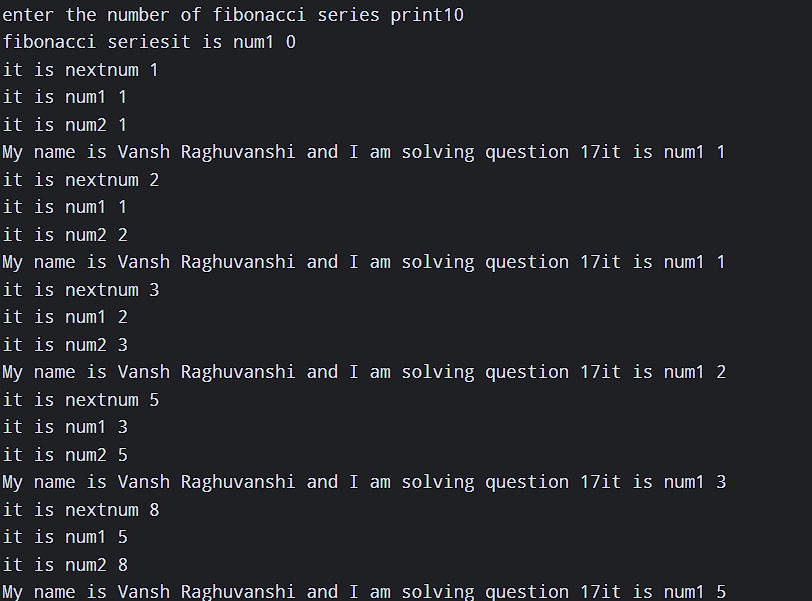 enter the number of fibonacci series print10
fibonacci seriesit is num1 0
it is nextnum 1
it is num1 1
it is num2 1
My name is Vansh Raghuvanshi and I am solving question 17it is num1 1
it is nextnum 2
it is num1 1
it is num2 2
My name is Vansh Raghuvanshi and I am solving question 17it is num1 1
it is nextnum 3
it is num1 2
it is num2 3
My name is Vansh Raghuvanshi and I am solving question 17it is num1 2
it is nextnum 5
it is num1 3
it is num2 5
My name is Vansh Raghuvanshi and I am solving question 17it is num1 3
it is nextnum 8
it is num1 5
it is num2 8
My name is Vansh Raghuvanshi and I am solving question 17it is num1 5